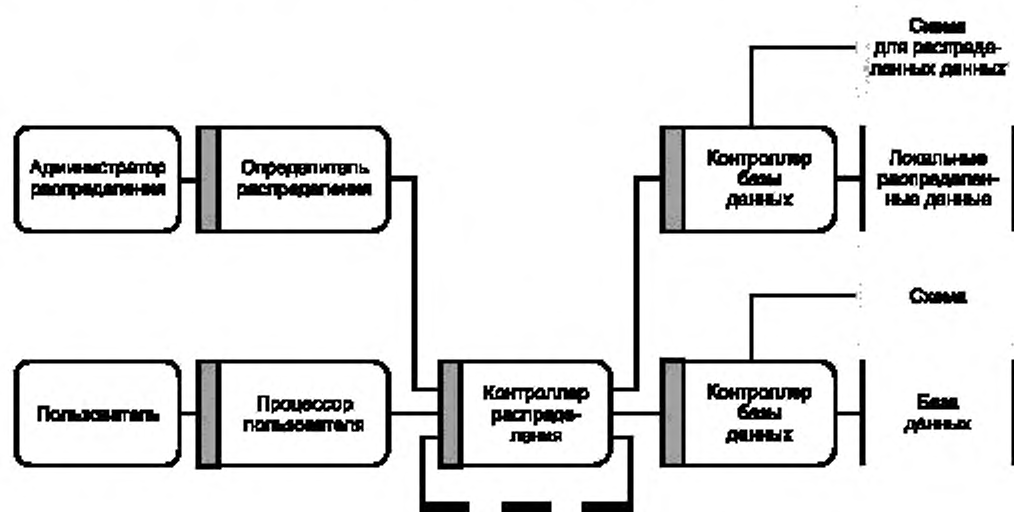 Схема
для распреде-
ленных данных
Администратор
распределения
Определитель
распределения
Контроллер
базы
данных
Локальные
распределен-
ные данные
Схема
Пользователь
Процессор
пользователя
Контроллер
распреде-
ления
Контроллер
базы
данных
База
данных